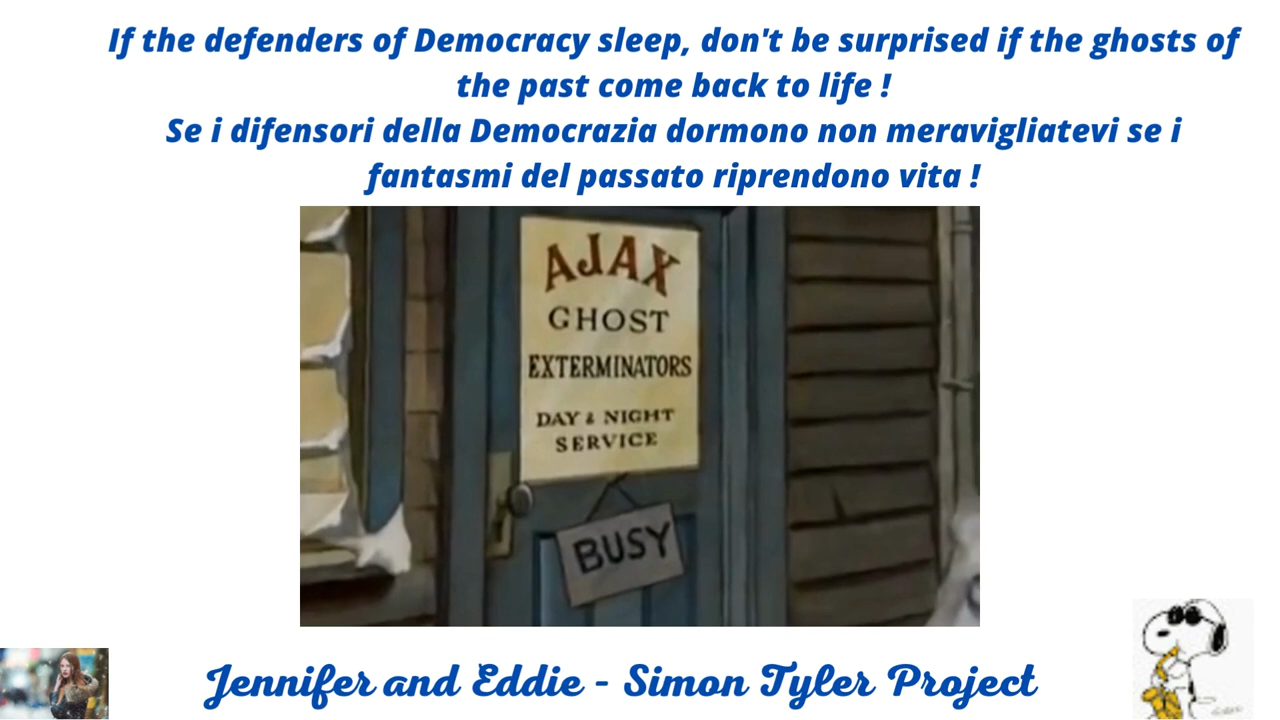 If the defenders of Democracy sleep, don't be surprised if the ghosts of
the past come back to life !
Se i difensori della Democrazia dormono non meravigliatevi se i
fantasmi del passato riprendono vita !
AJAX
GHOST
EXTERMINATORS
DAY & NIGHT
SERVICE
BUSY
Jennifer and Eddie - Simon Tyler Project